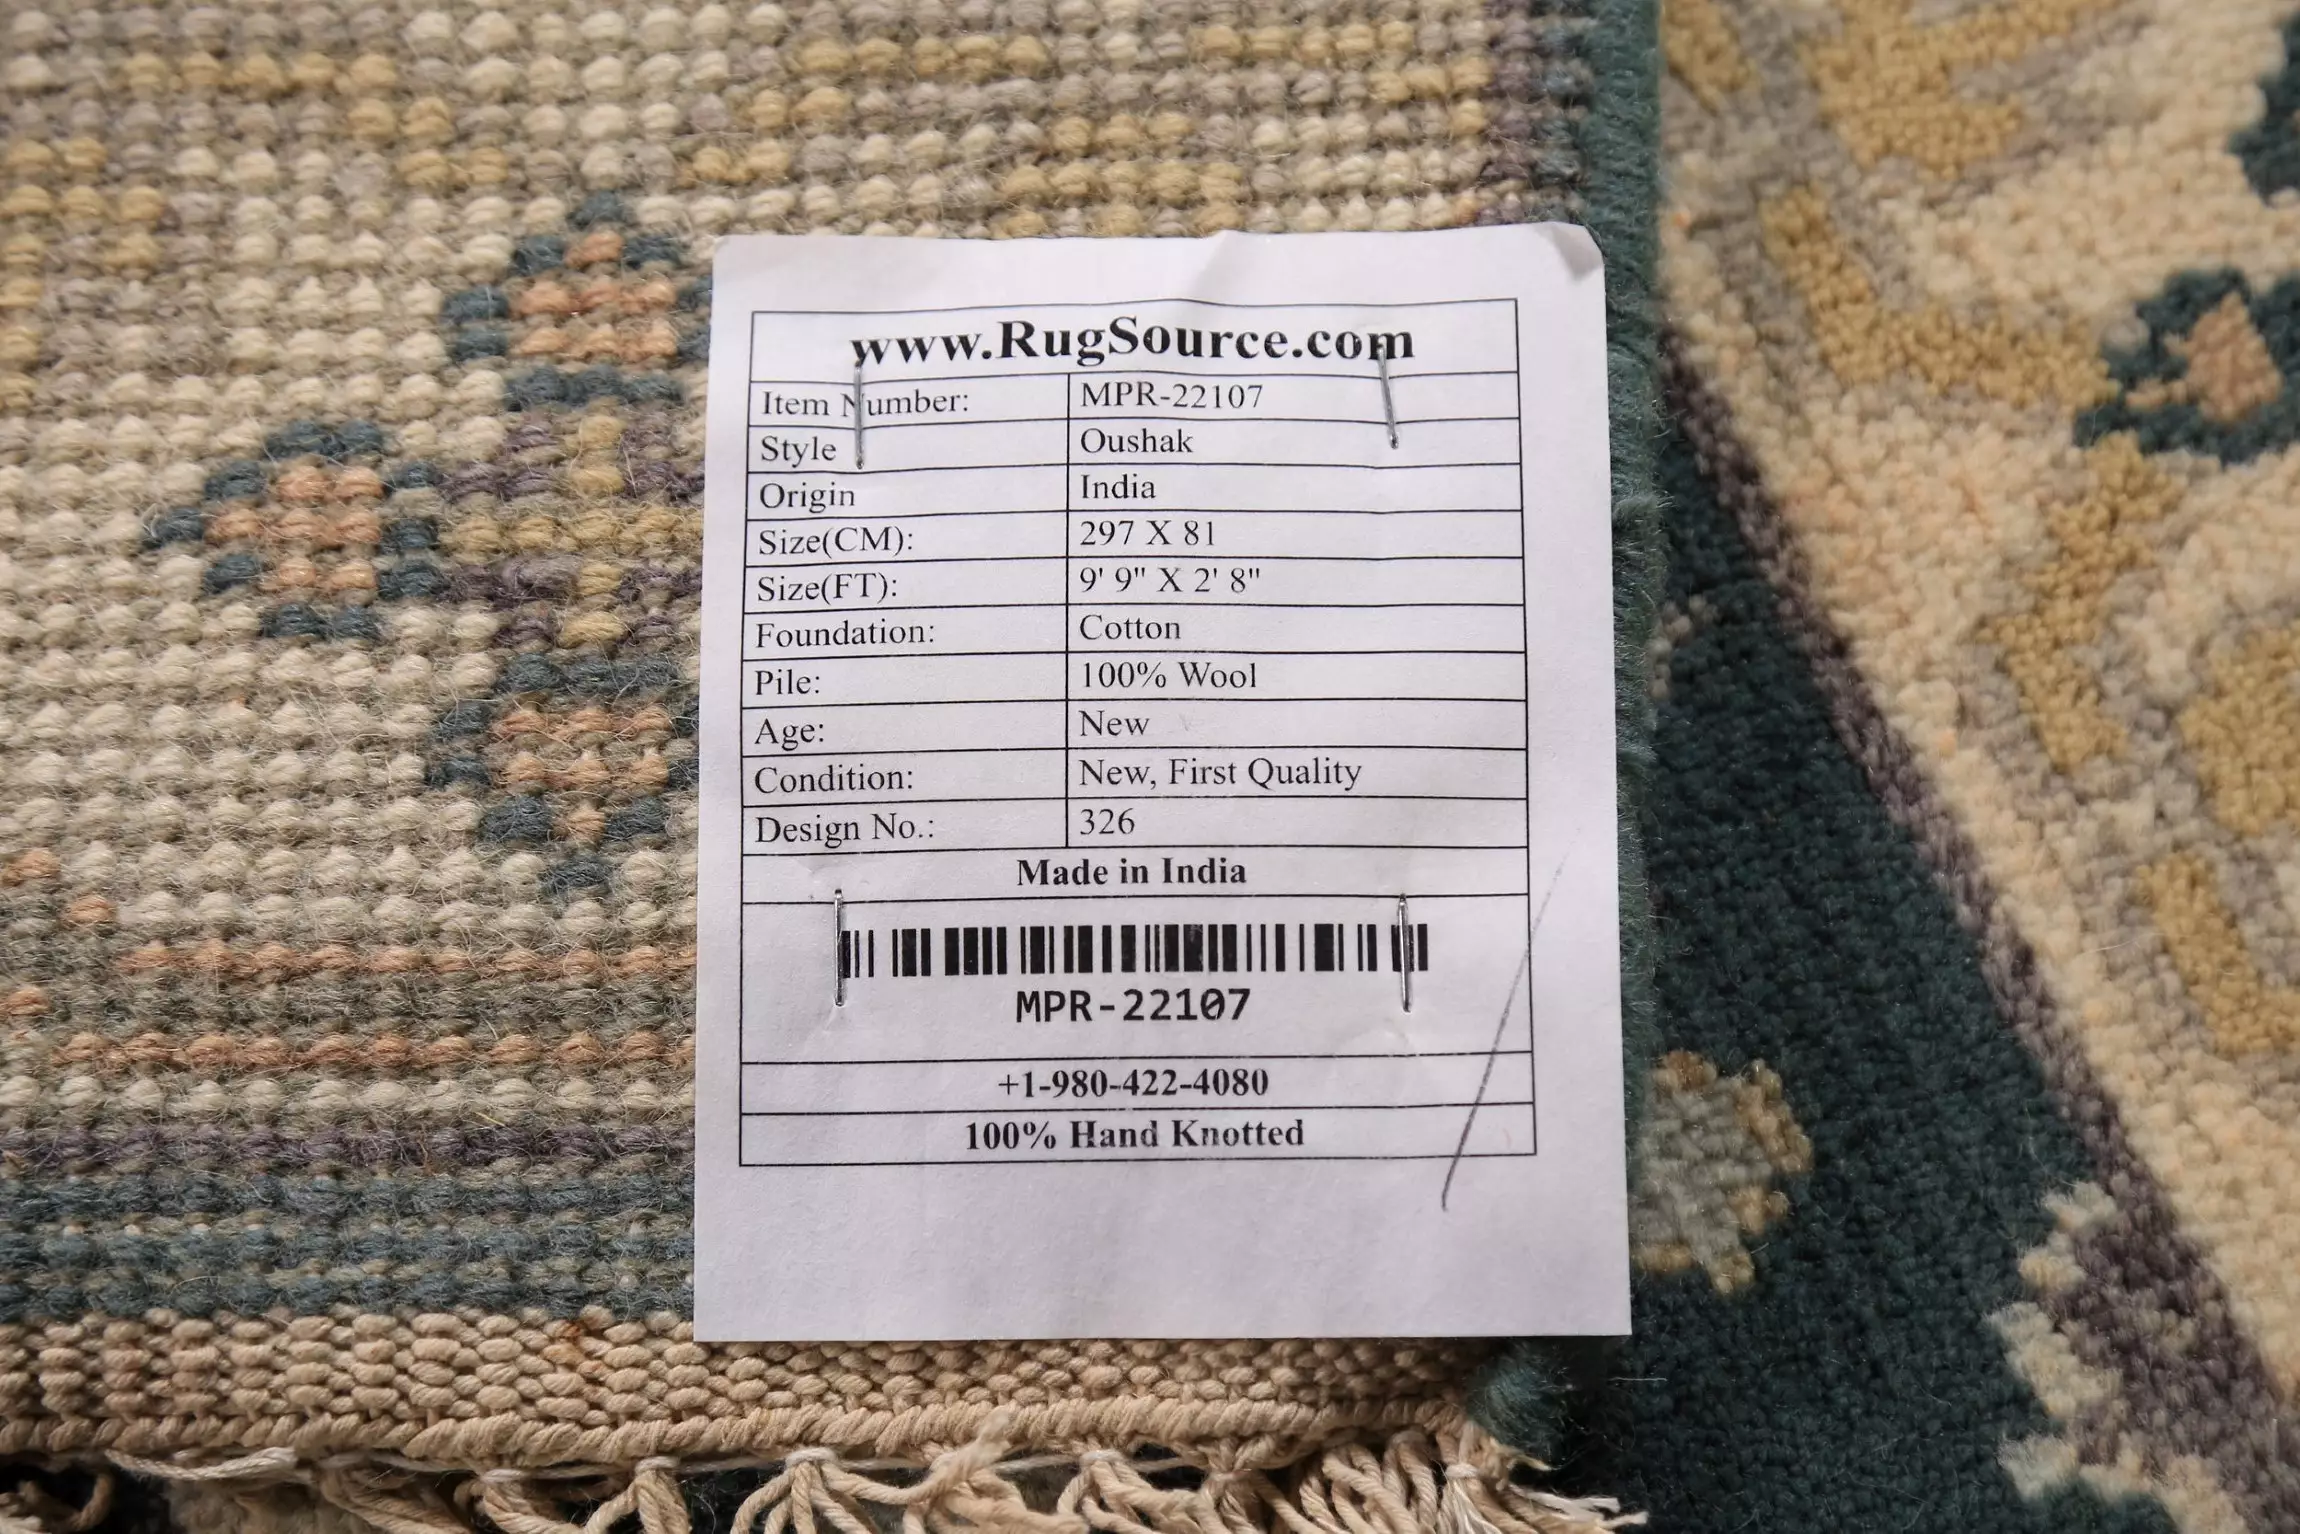 www.RugSource.com
Item Number: MPR-22107
Style Oushak
Origin India
Size(CM): 297 X 81
Size(FT): 9' 9" X 2' 8"
Foundation: Cotton
Pile: 100% Wool
Age: New
Condition: New, First Quality
Design No.: 326
Made in India
MPR-22107
+1-980-422-4080
100% Hand Knotted